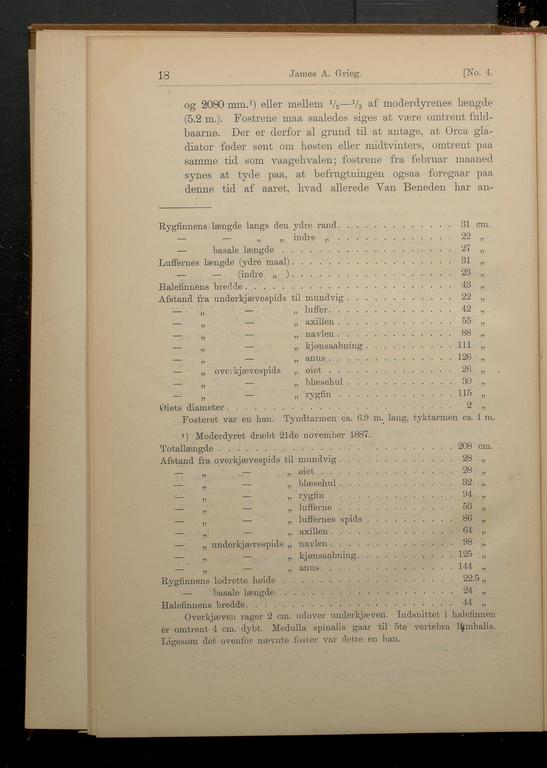 18 James A. Grieg. [No. 4.
og 2080 mm.¹) eller mellem ¹/₂—¹/₃ af moderdyrenes længde
(5.2 m.). Fostrene maa saaledes siges at være omtrent fuld-
baarne. Der er derfor al grund til at antage, at Orca gla-
diator føder sent om høsten eller midtvinters, omtrent paa
samme tid som vaagehvalen; fostrene fra februar maaned
synes at tyde paa, at befrugtningen ogsaa foregaar paa
denne tid af aaret, hvad allerede Van Beneden har an-
Rygfinnens længde langs den ydre rand. . . . . . . . . . . . . 31 cm.
— — „ „ indre „ . . . . . . . . . . . . . 22 „
— basale længde . . . . . . . . . . . . . . . . . . 27 „
Luffernes længde (ydre maal). . . . . . . . . . . . . . . . . . 31 „
— — (indre „ ). . . . . . . . . . . . . . . . . . 23 „
Halefinnens bredde . . . . . . . . . . . . . . . . . . . . . . 43 „
Afstand fra underkjævespids til mundvig . . . . . . . . . . . . 22 „
— „ — „ luffer. . . . . . . . . . . . . 42 „
— „ — „ axillen . . . . . . . . . . . . 55 „
— „ — „ navlen . . . . . . . . . . . . 88 „
— „ — „ kjønsaabning . . . . . . . . . 111 „
— „ — „ anus . . . . . . . . . . . . . 126 „
— „ overkjævespids „ øiet . . . . . . . . . . . . . 26 „
— „ — „ blæsehul . . . . . . . . . . . 30 „
— „ — „ rygfin . . . . . . . . . . . . 115 „
Øiets diameter . . . . . . . . . . . . . . . . . . . . . . . . 2 „
Fosteret var en han. Tyndtarmen ca. 6.9 m. lang, tyktarmen ca. 1 m.
¹) Moderdyret dræbt 21de november 1887.
Totallængde . . . . . . . . . . . . . . . . . . . . . . . . . 208 cm.
Afstand fra overkjævespids til mundvig . . . . . . . . . . . . 28 „
— „ — „ øiet . . . . . . . . . . . . . 28 „
— „ — „ blæsehul . . . . . . . . . . . 32 „
— „ — „ rygfin . . . . . . . . . . . . 94 „
— „ — „ lufferne . . . . . . . . . . . 53 „
— „ — „ luffernes spids . . . . . . . . 86 „
— „ — „ axillen . . . . . . . . . . . . 64 „
— „ underkjævespids „ navlen . . . . . . . . . . . . 98 „
— „ — „ kjønsaabning. . . . . . . . . 125 „
— „ — „ anus. . . . . . . . . . . . . 144 „
Rygfinnens lodrette høide . . . . . . . . . . . . . . . . . . 22.5 „
— basale længde. . . . . . . . . . . . . . . . . . 24 „
Halefinnens bredde. . . . . . . . . . . . . . . . . . . . . . 44 „
Overkjæven rager 2 cm. udover underkjæven. Indsnittet i halefinnen
er omtrent 4 cm. dybt. Medulla spinalis gaar til 5te vertebra lumbalis.
Ligesom det ovenfor nævnte foster var dette en han.